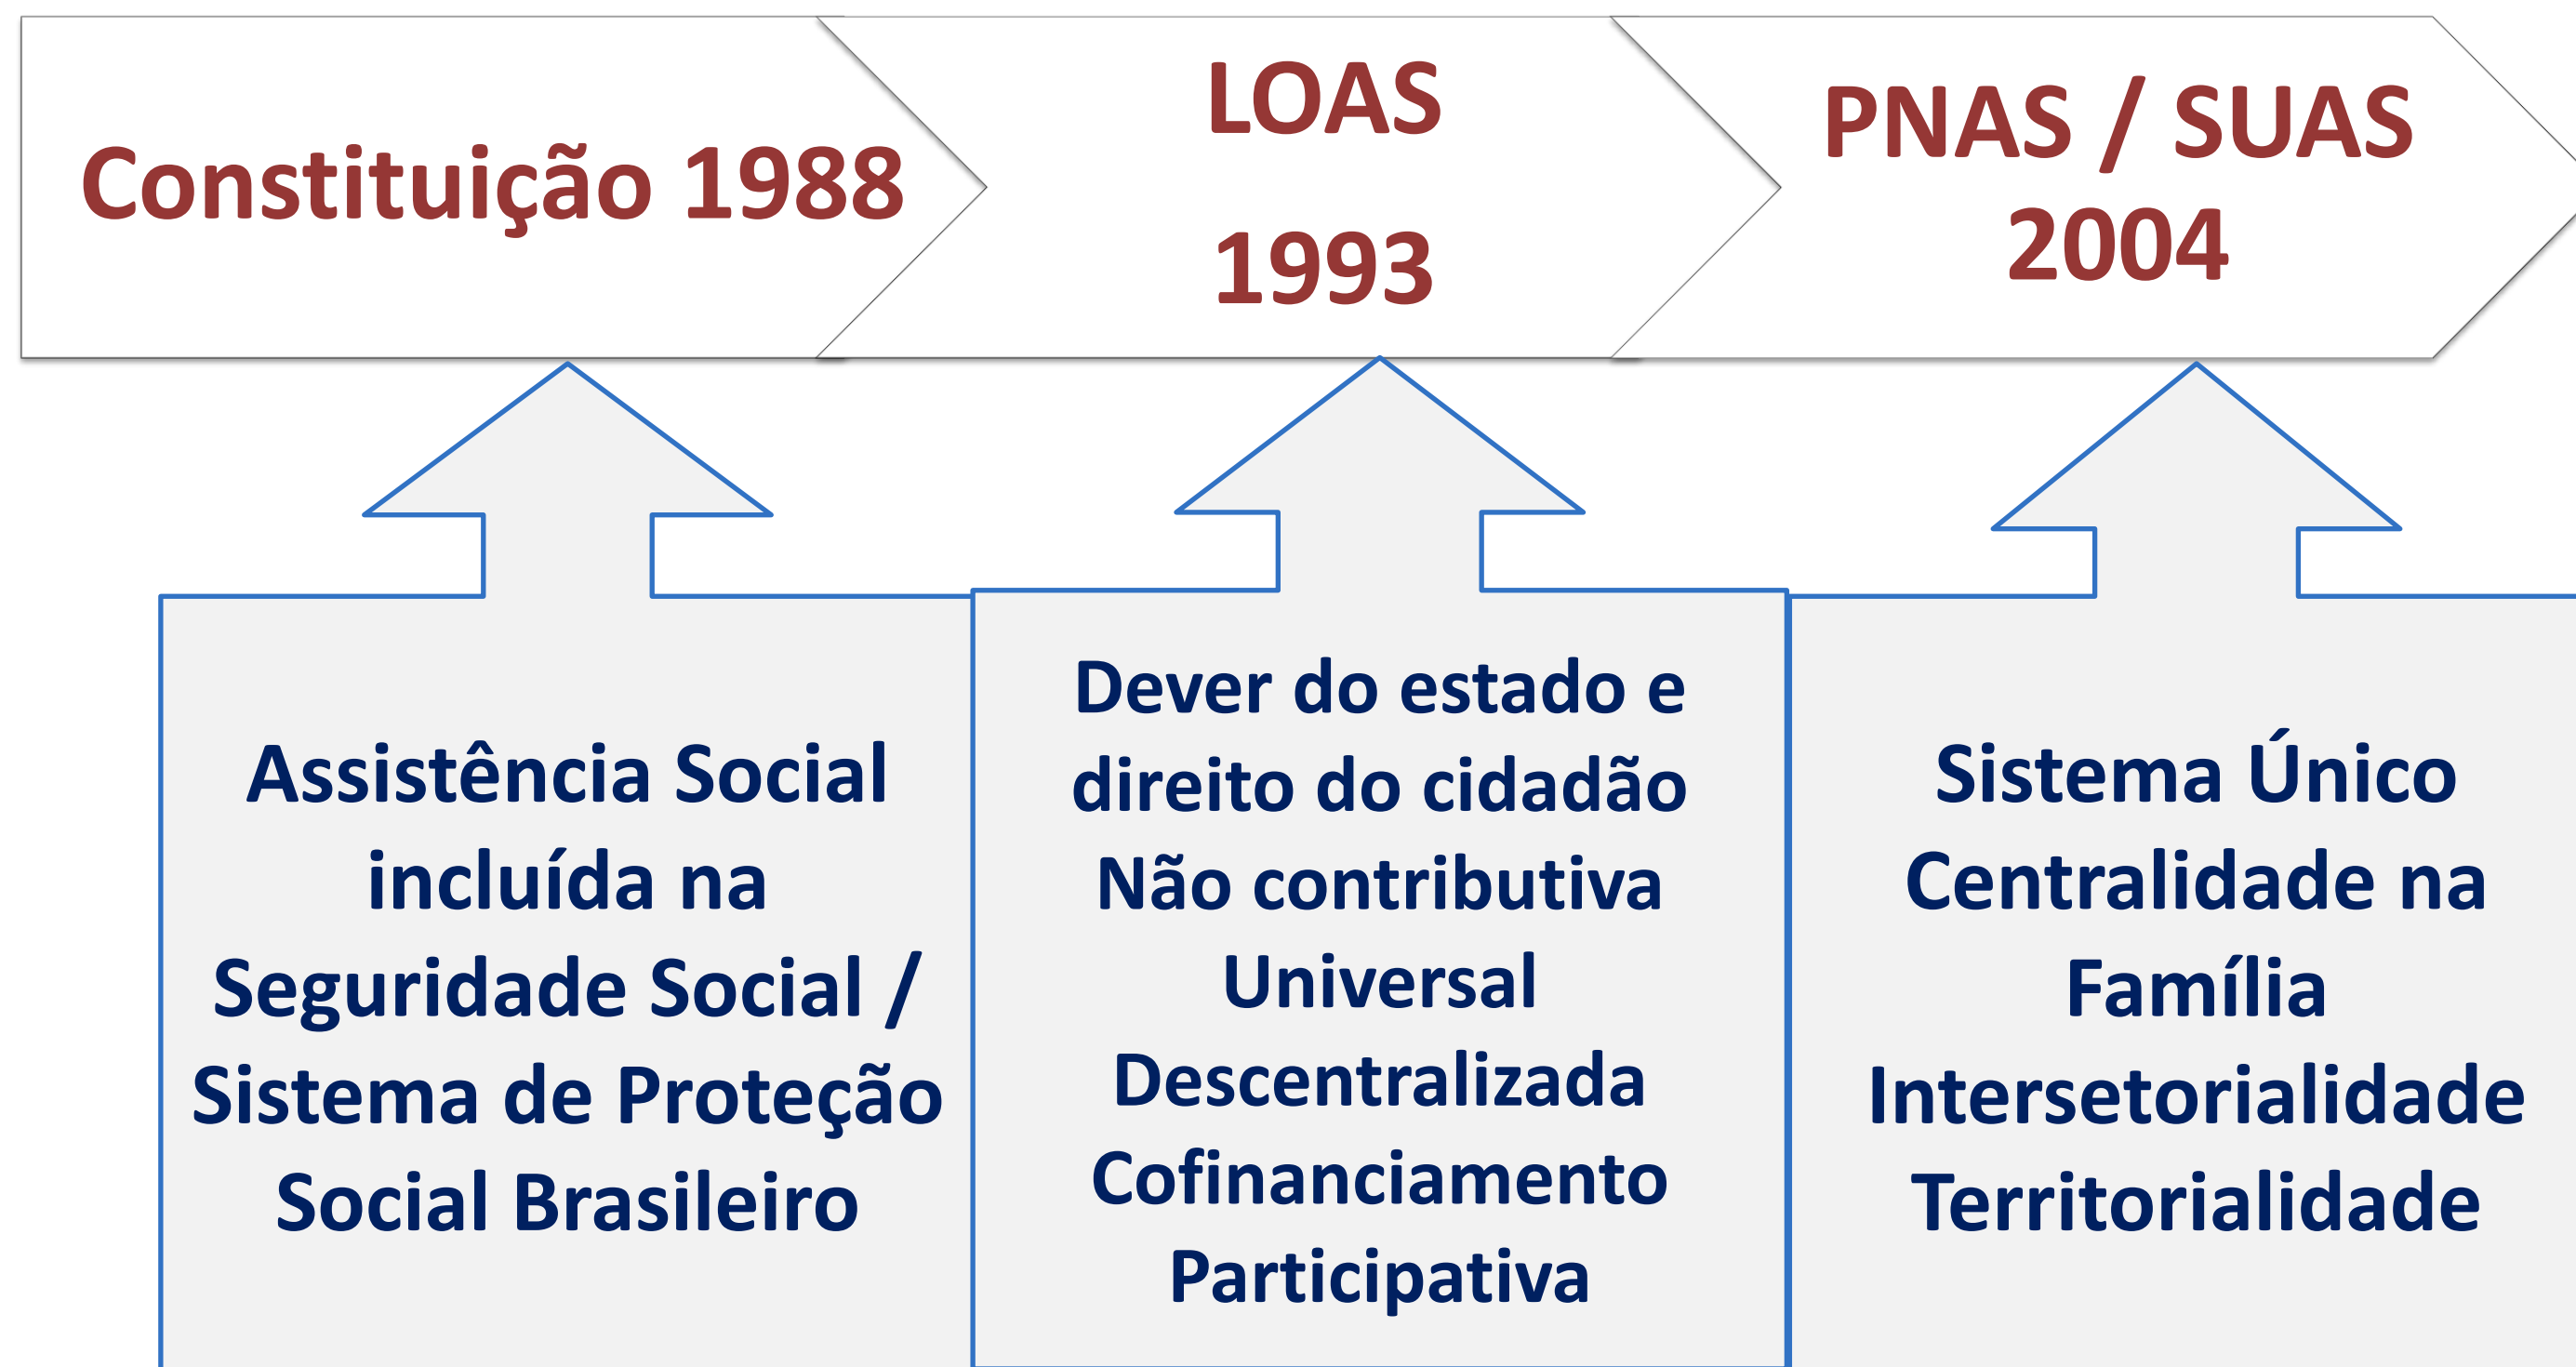 Constituição 1988
LOAS
1993
PNAS / SUAS
2004
Assistência Social
incluída na
Seguridade Social /
Sistema de Proteção
Social Brasileiro
Dever do estado e
direito do cidadão
Não contributiva
Universal
Descentralizada
Cofinanciamento
Participativa
Sistema Único
Centralidade na
Família
Intersetorialidade
Territorialidade